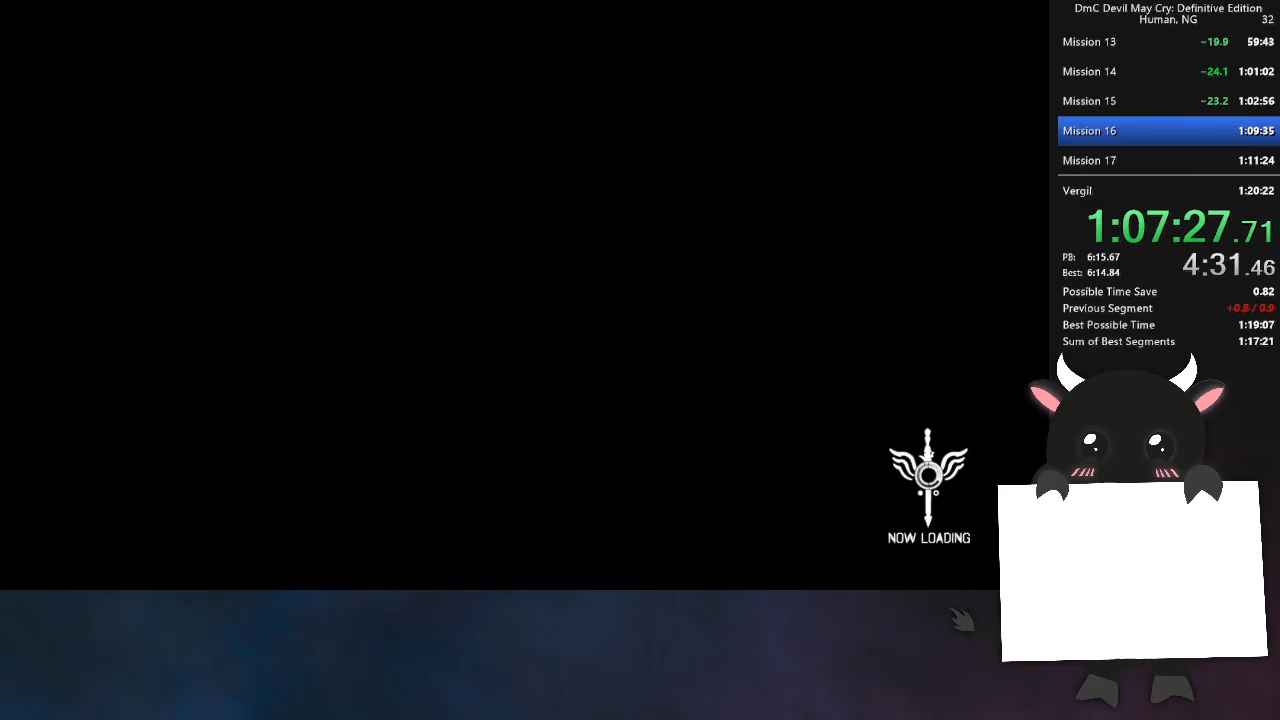 DmC Devil May Cry: Definitive Edition
Human, NG 32
Mission 13 -19.9 59:43
Mission 14 -24.1 1:01:02
Mission 15 -23.2 1:02:56
Mission 16 1:09:35
Mission 17 1:11:24
Vergil 1:20:22
1:07:27.71
PB: 6:15.67
4:31.46
Best: 6:14.84
Possible Time Save 0.82
Previous Segment +0.8 / 0.9
Best Possible Time 1:19:07
Sum of Best Segments 1:17:21
NOW LOADING